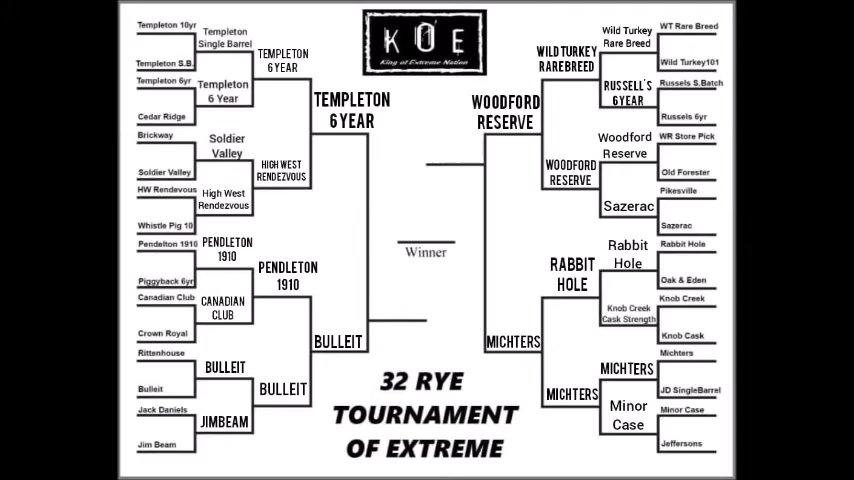 KOE
King of Extreme Nation
Templeton 10yr
Templeton S.B.
Templeton 6yr
Cedar Ridge
Brickway
Soldier Valley
HW Rendevous
Whistle Pig 10
Pendelton 1910
Piggyback 6yr
Canadian Club
Crown Royal
Rittenhouse
Bulleit
Jack Daniels
Jim Beam
Templeton
Single Barrel
Templeton
6 Year
Soldier
Valley
High West
Rendezvous
PENDLETON
1910
CANADIAN
CLUB
BULLEIT
JIMBEAM
TEMPLETON
6 YEAR
HIGH WEST
RENDEZVOUS
PENDLETON
1910
BULLEIT
TEMPLETON
6 YEAR
BULLEIT
Winner
32 RYE
TOURNAMENT
OF EXTREME
WOODFORD
RESERVE
MICHTERS
WILD TURKEY
RARE BREED
WOODFORD
RESERVE
RABBIT
HOLE
MICHTERS
Wild Turkey
Rare Breed
RUSSELL'S
6 YEAR
Woodford
Reserve
Sazerac
Rabbit
Hole
Knob Creek
Cask Strength
MICHTERS
Minor
Case
WT Rare Breed
Wild Turkey101
Russels S.Batch
Russels 6yr
WR Store Pick
Old Forester
Pikesville
Sazerac
Rabbit Hole
Oak & Eden
Knob Creek
Knob Cask
Michters
JD SingleBarrel
Minor Case
Jeffersons